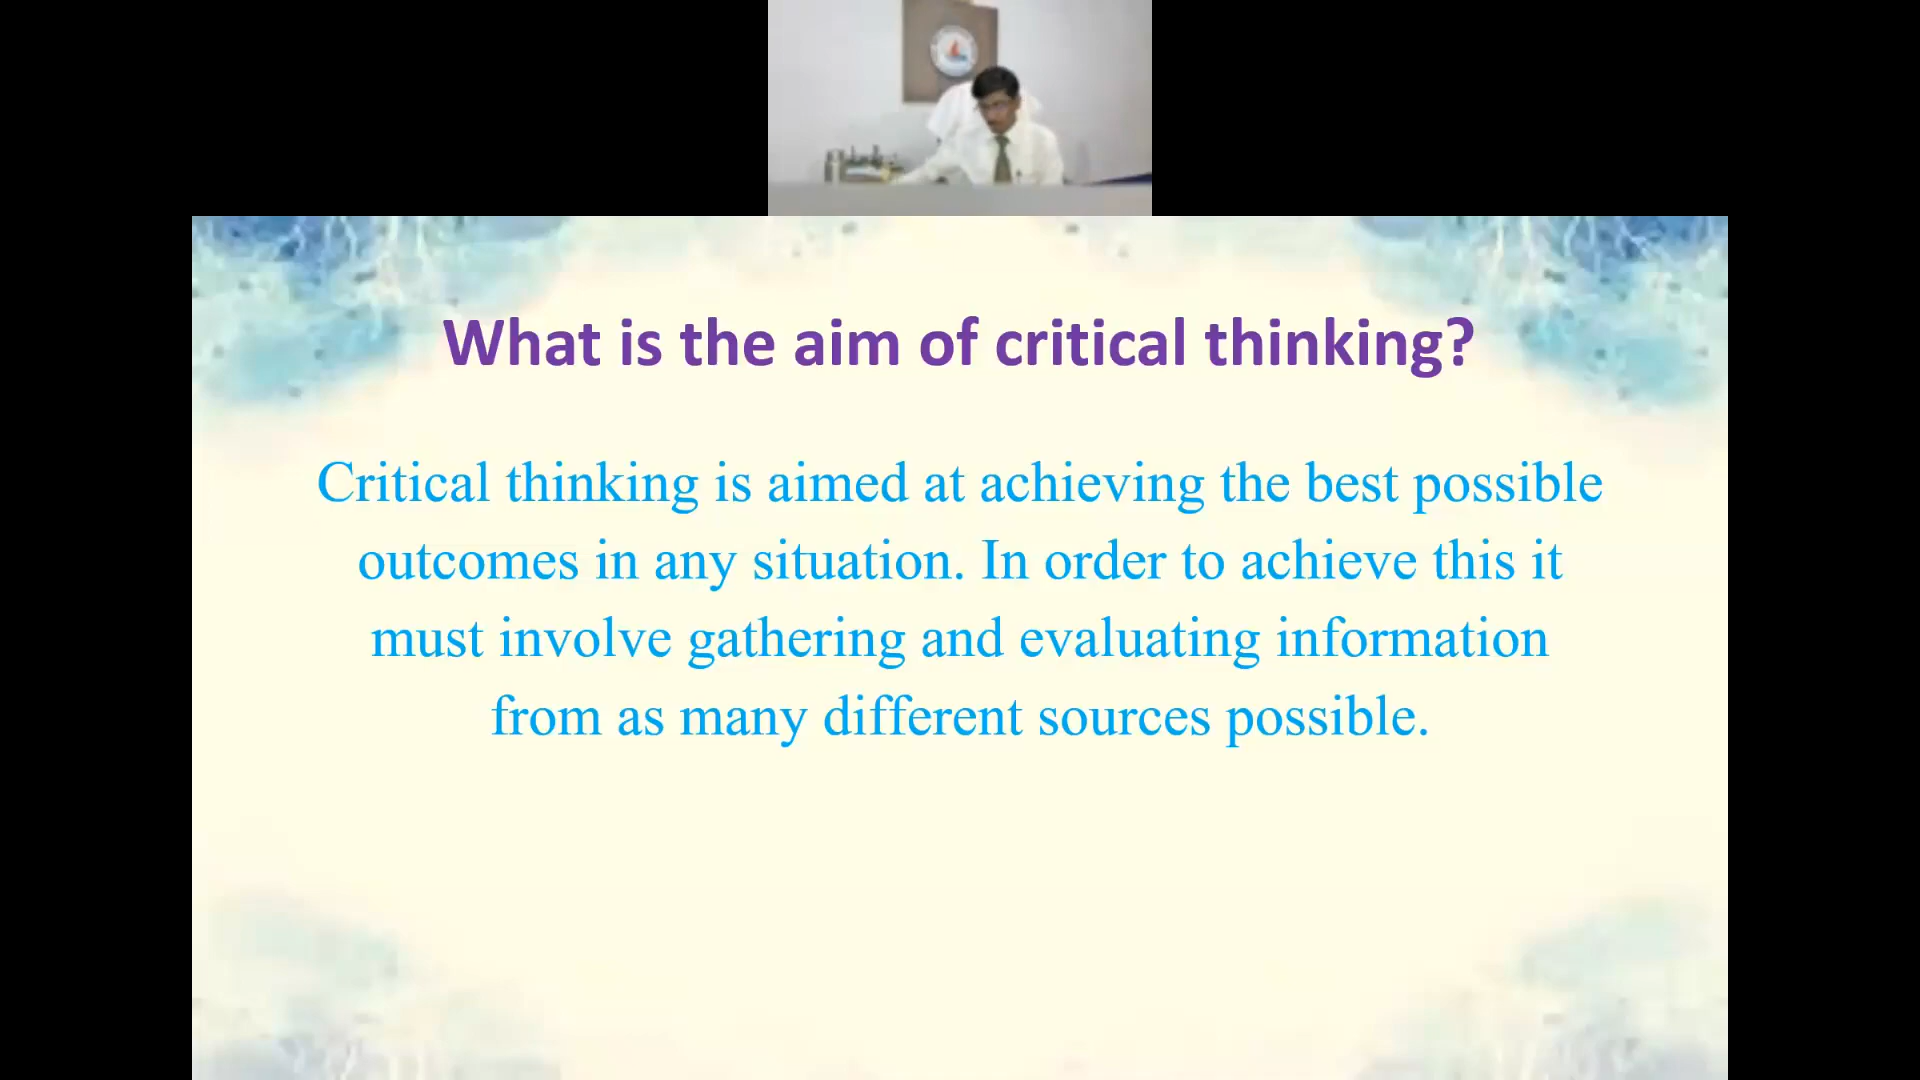 What is the aim of critical thinking?
Critical thinking is aimed at achieving the best possible
outcomes in any situation. In order to achieve this it
must involve gathering and evaluating information
from as many different sources possible.